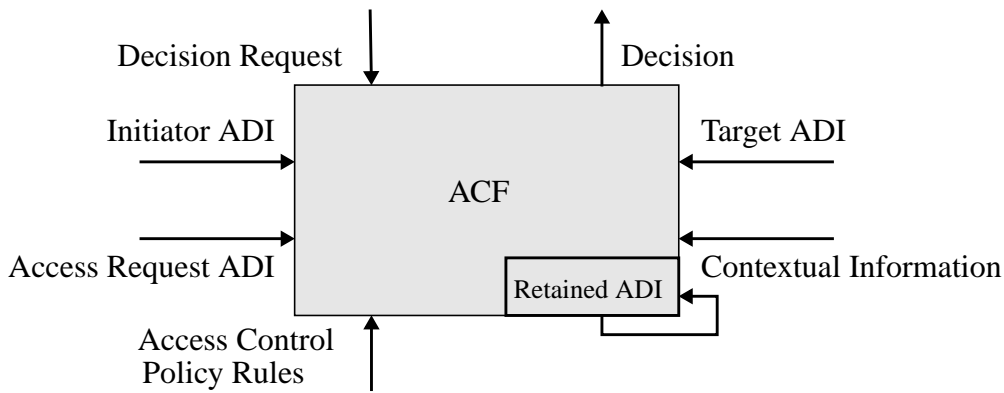 Decision Request
Decision
Initiator ADI
Target ADI
ACF
Access Request ADI
Contextual Information
Retained ADI
Access Control
Policy Rules